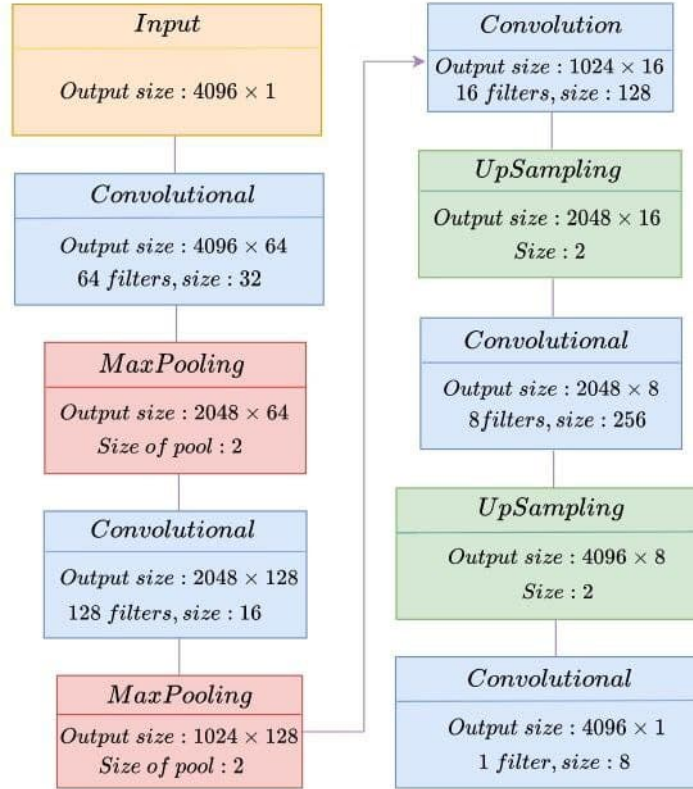 Input
Output size : 4096 × 1
Convolutional
Output size : 4096 × 64
64 filters, size : 32
MaxPooling
Output size : 2048 × 64
Size of pool : 2
Convolutional
Output size : 2048 × 128
128 filters, size : 16
MaxPooling
Output size : 1024 × 128
Size of pool : 2
Convolution
Output size : 1024 × 16
16 filters, size : 128
UpSampling
Output size : 2048 × 16
Size : 2
Convolutional
Output size : 2048 × 8
8filters, size : 256
UpSampling
Output size : 4096 × 8
Size : 2
Convolutional
Output size : 4096 × 1
1 filter, size : 8